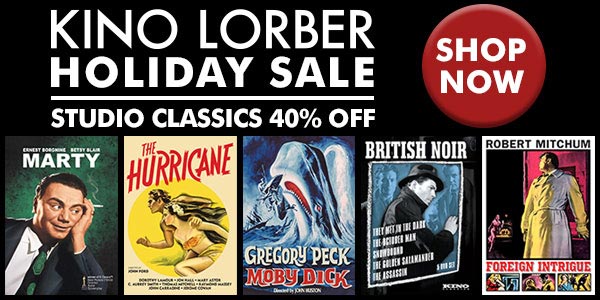 KINO LORBER
HOLIDAY SALE
STUDIO CLASSICS 40% OFF
SHOP
NOW
ERNEST BORGNINE BETSY BLAIR
MARTY
THE
HURRICANE
JOHN FORD
DOROTHY LAMOUR • JON HALL • MARY ASTOR
C. AUBREY SMITH • THOMAS MITCHELL • RAYMOND MASSEY
JOHN CARRADINE • JEROME COWAN
GREGORY PECK
MOBY DICK
Directed by JOHN HUSTON
BRITISH NOIR
THEY MET IN THE DARK
THE OCTOBER MAN
SNOWBOUND
THE GOLDEN SALAMANDER
THE ASSASSIN
5 DVD SET
KINO
ROBERT MITCHUM
FOREIGN INTRIGUE